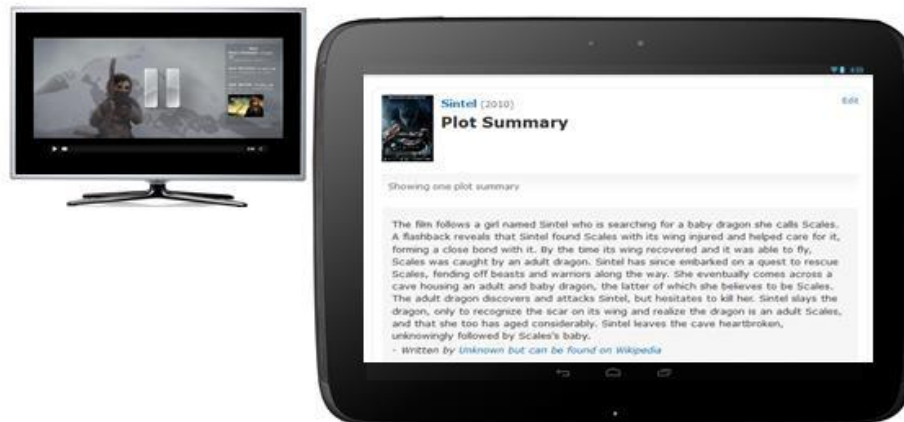 Sintel (2010)
Edit
Plot Summary
Showing one plot summary
The film follows a girl named Sintel who is searching for a baby dragon she calls Scales.
A flashback reveals that Sintel found Scales with its wing injured and helped care for it,
forming a close bond with it. By the time its wing recovered and it was able to fly,
Scales was caught by an adult dragon. Sintel has since embarked on a quest to rescue
Scales, fending off beasts and warriors along the way. She eventually comes across a
cave housing an adult and baby dragon, the latter of which she believes to be Scales.
The adult dragon discovers and attacks Sintel, but hesitates to kill her. Sintel slays the
dragon, only to recognize the scar on its wing and realize the dragon is an adult Scales,
and that she too has aged considerably. Sintel leaves the cave heartbroken,
unknowingly followed by Scales's baby.
- Written by Unknown but can be found on Wikipedia